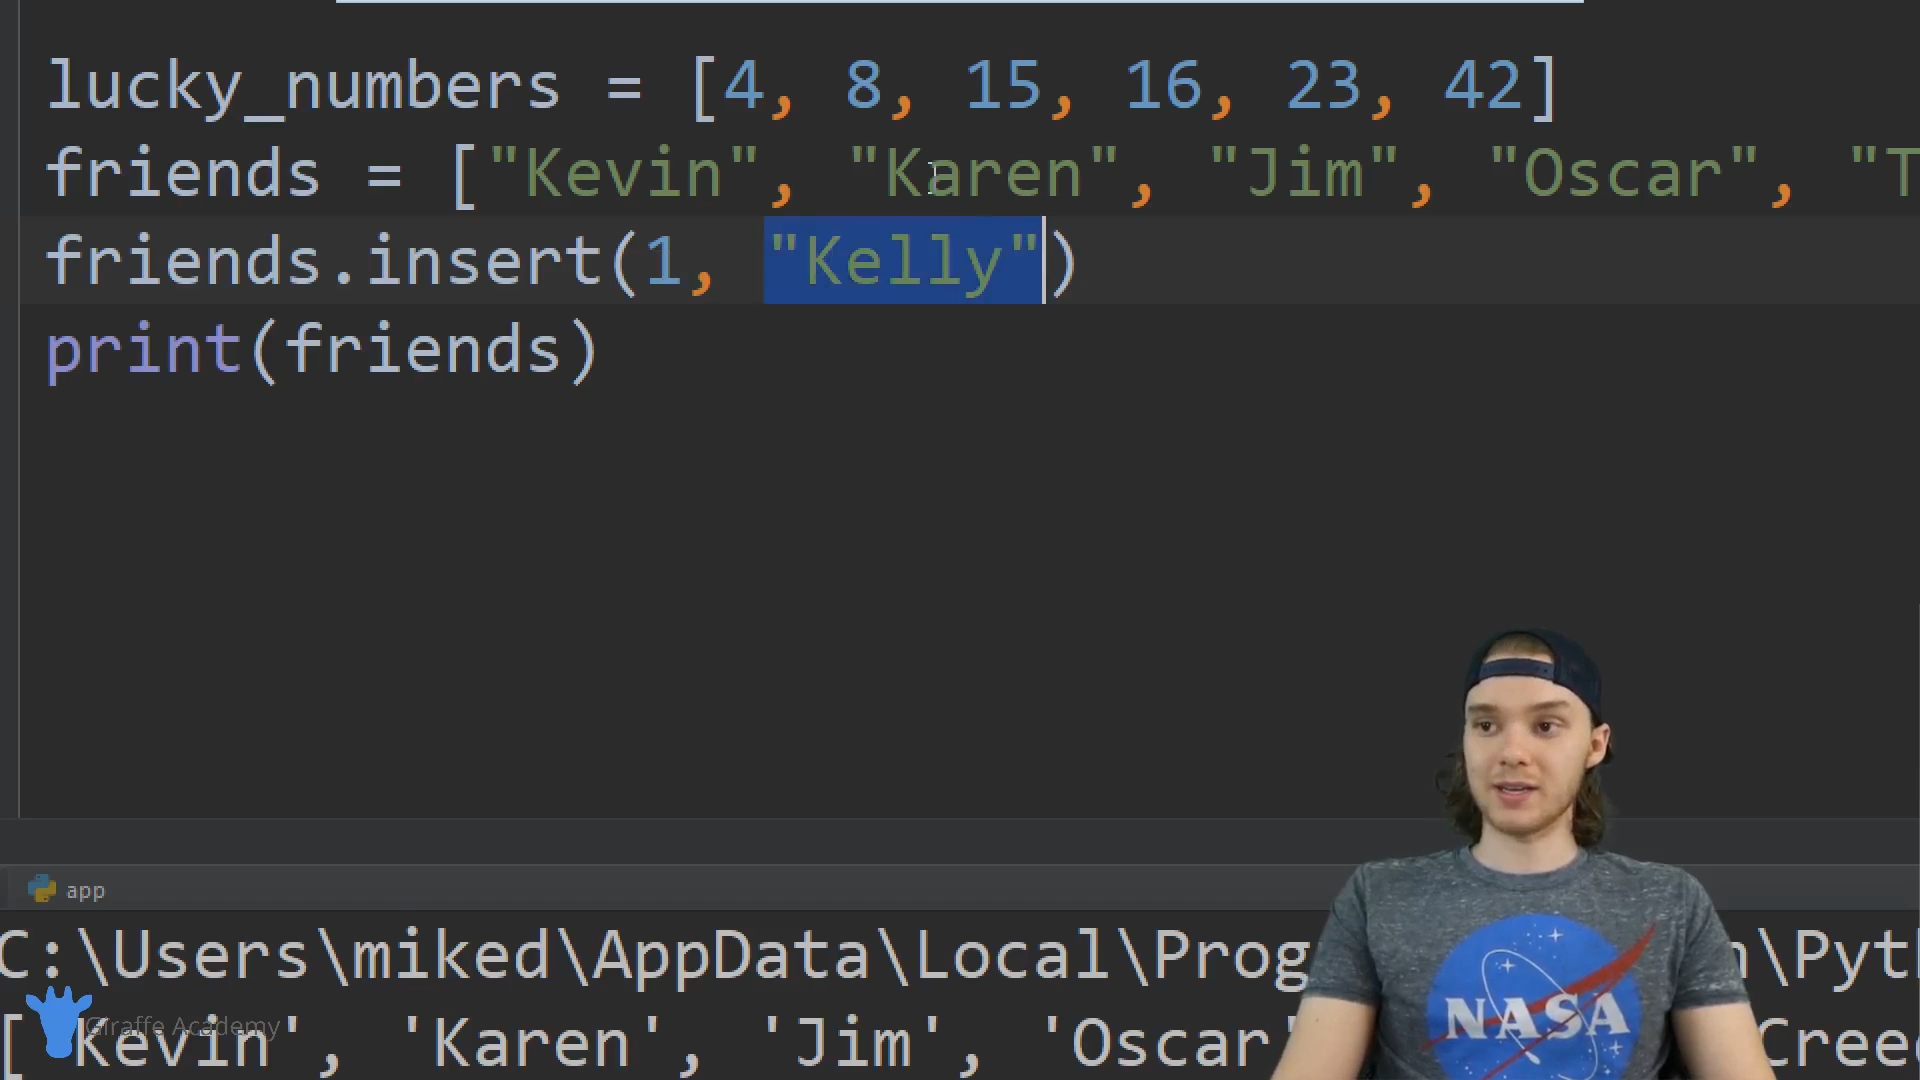 lucky_numbers = [4, 8, 15, 16, 23, 42]
friends = ["Kevin", "Karen", "Jim", "Oscar", "T
friends.insert(1, "Kelly")
print(friends)
app
C:\Users\miked\AppData\Local\Prog n\Pyt
['Kevin', 'Karen', 'Jim', 'Oscar' Cree
Giraffe Academy
NASA